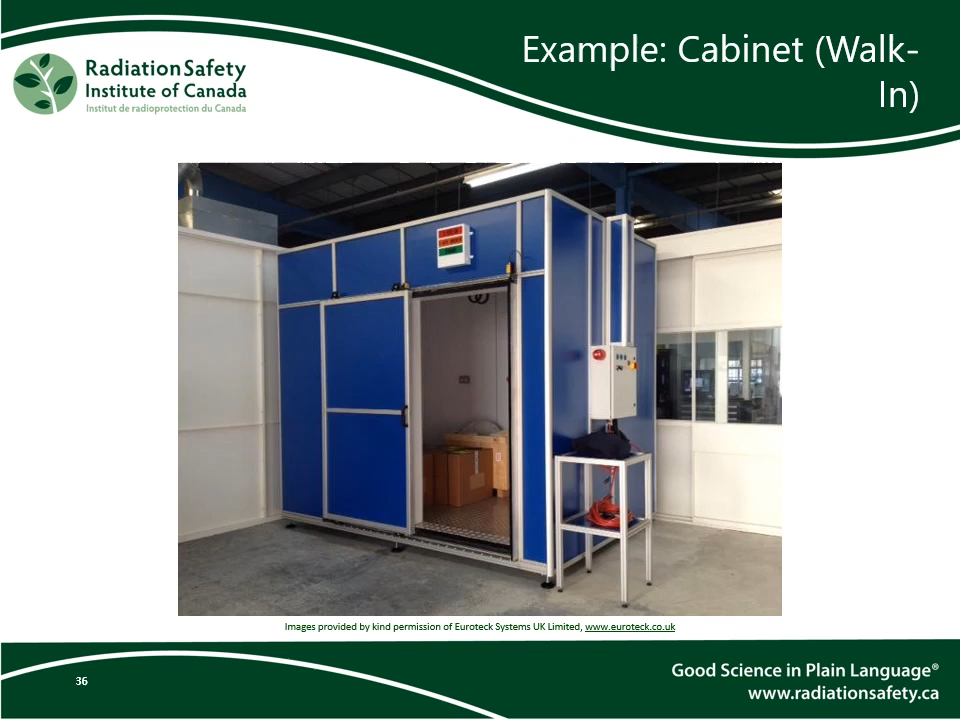 Example: Cabinet (Walk-
In)
Radiation Safety
Institute of Canada
Institut de radioprotection du Canada
Images provided by kind permission of Euroteck Systems UK Limited, www.euroteck.co.uk
36
Good Science in Plain Language®
www.radiationsafety.ca